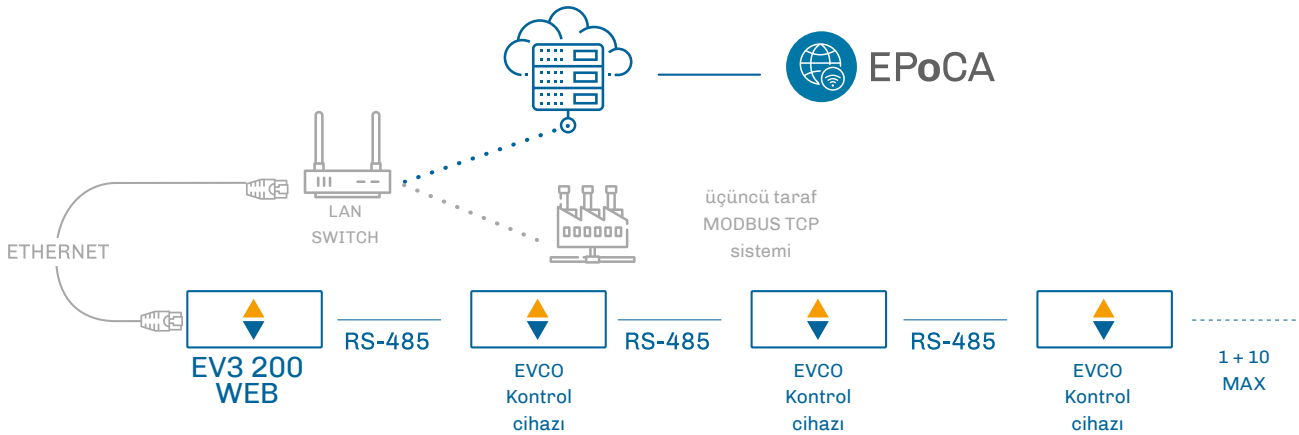 EPoCA
LAN
SWITCH
üçüncü taraf
MODBUS TCP
sistemi
ETHERNET
EV3 200
WEB
RS-485
EVCO
Kontrol
cihazı
RS-485
EVCO
Kontrol
cihazı
RS-485
EVCO
Kontrol
cihazı
1 + 10
MAX